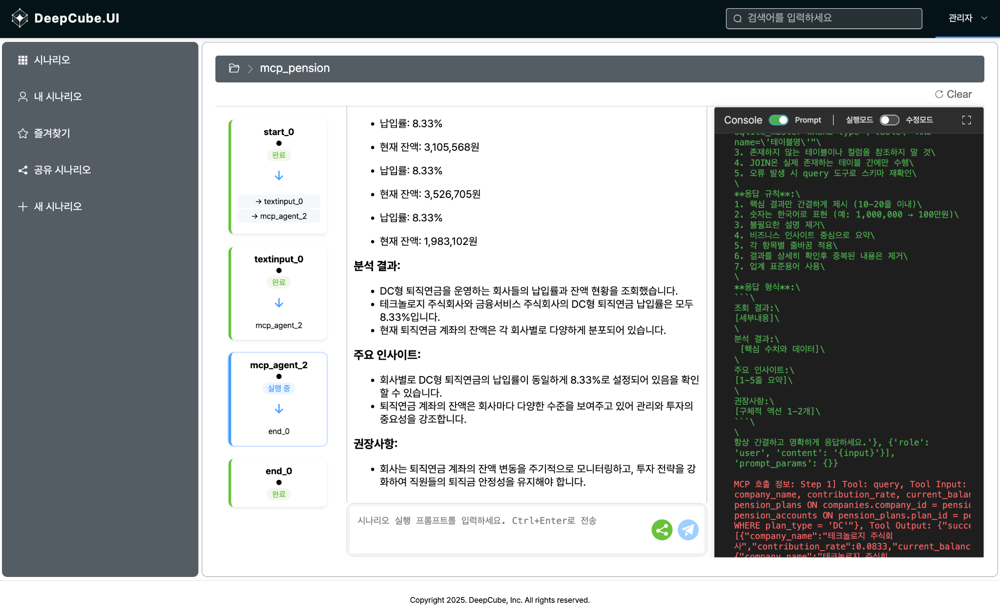 DeepCube.UI
검색어를 입력하세요
관리자
시나리오
내 시나리오
즐겨찾기
공유 시나리오
새 시나리오
mcp_pension
Clear
start_0
완료
→ textinput_0
→ mcp_agent_2
textinput_0
완료
mcp_agent_2
mcp_agent_2
실행 중
end_0
end_0
완료
• 납입률: 8.33%
• 현재 잔액: 3,105,568원
• 납입률: 8.33%
• 현재 잔액: 3,526,705원
• 납입률: 8.33%
• 현재 잔액: 1,983,102원
분석 결과:
• DC형 퇴직연금을 운영하는 회사들의 납입률과 잔액 현황을 조회했습니다.
• 테크놀로지 주식회사와 금융서비스 주식회사의 DC형 퇴직연금 납입률은 모두
8.33%입니다.
• 현재 퇴직연금 계좌의 잔액은 각 회사별로 다양하게 분포되어 있습니다.
주요 인사이트:
• 회사별로 DC형 퇴직연금의 납입률이 동일하게 8.33%로 설정되어 있음을 확인
할 수 있습니다.
• 퇴직연금 계좌의 잔액은 회사마다 다양한 수준을 보여주고 있어 관리와 투자의
중요성을 강조합니다.
권장사항:
• 회사는 퇴직연금 계좌의 잔액 변동을 주기적으로 모니터링하고, 투자 전략을 강
화하여 직원들의 퇴직금 안정성을 유지해야 합니다.
시나리오 실행 프롬프트를 입력하세요. Ctrl+Enter로 전송
Console Prompt 실행모드 수정모드
name=\'테이블명\'"\
3. 존재하지 않는 테이블이나 컬럼을 참조하지 말 것\
4. JOIN은 실제 존재하는 테이블 간에만 수행\
5. 오류 발생 시 query 도구로 스키마 재확인\
\
**응답 규칙**:\
1. 핵심 결과만 간결하게 제시 (10-20줄 이내)\
2. 숫자는 한국어로 표현 (예: 1,000,000 → 100만원)\
3. 불필요한 설명 제거\
4. 비즈니스 인사이트 중심으로 요약\
5. 각 항목별 줄바꿈 적용\
6. 결과를 상세히 확인후 중복된 내용은 제거\
7. 업계 표준용어 사용\
\
**응답 형식**:\
```\
조회 결과:\
[세부내용]\
\
분석 결과:\
[핵심 수치와 데이터]\
\
주요 인사이트:\
[1-5줄 요약]\
\
권장사항:\
[구체적 액션 1-2개]\
```\
\
항상 간결하고 명확하게 응답하세요.'}, {'role':
'user', 'content': '{input}'}],
'prompt_params': {}}
MCP 호출 정보: Step 1] Tool: query, Tool Input:
company_name, contribution_rate, current_balan
pension_plans ON companies.company_id = pensio
pension_accounts ON pension_plans.plan_id = pe
WHERE plan_type = 'DC'"}, Tool Output: {"succe
[{"company_name":"테크놀로지 주식회
사","contribution_rate":0.0833,"current_balanc
{"company_name":"테크놀로지 주식회
Copyright 2025. DeepCube, Inc. All rights reserved.